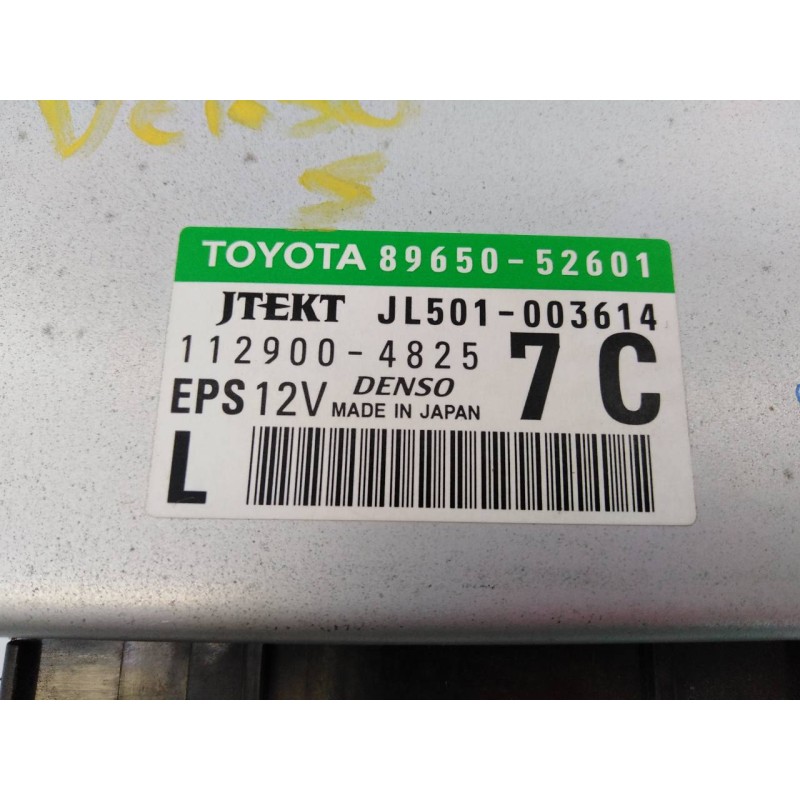 TOYOTA 89650-52601
JTEKT JL501-003614
112900-4825 7C
EPS 12V DENSO
MADE IN JAPAN
L